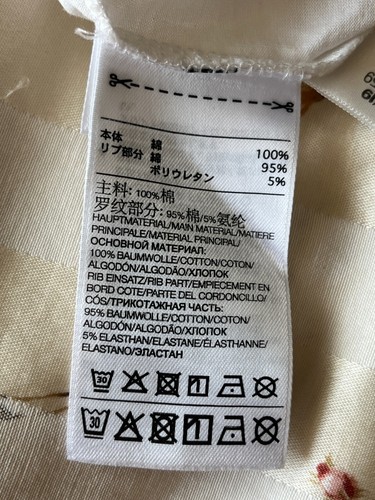 本体 綿 100%
リブ部分 綿 95%
ポリウレタン 5%
主料: 100%棉
罗纹部分: 95%棉/5%氨纶
HAUPTMATERIAL/MAIN MATERIAL/MATIERE
PRINCIPALE/MATERIAL PRINCIPAL/
ОСНОВНОЙ МАТЕРИАЛ:
100% BAUMWOLLE/COTTON/COTON/
ALGODÓN/ALGODÃO/ХЛОПОК
RIB EINSATZ/RIB PART/EMPIECEMENT EN
BORD COTE/PARTE DEL CORDONCILLO/
CÓS/ТРИКОТАЖНАЯ ЧАСТЬ:
95% BAUMWOLLE/COTTON/COTON/
ALGODÓN/ALGODÃO/ХЛОПОК
5% ELASTHAN/ELASTANE/ÉLASTHANNE/
ELASTANO/ЭЛАСТАН
30
30